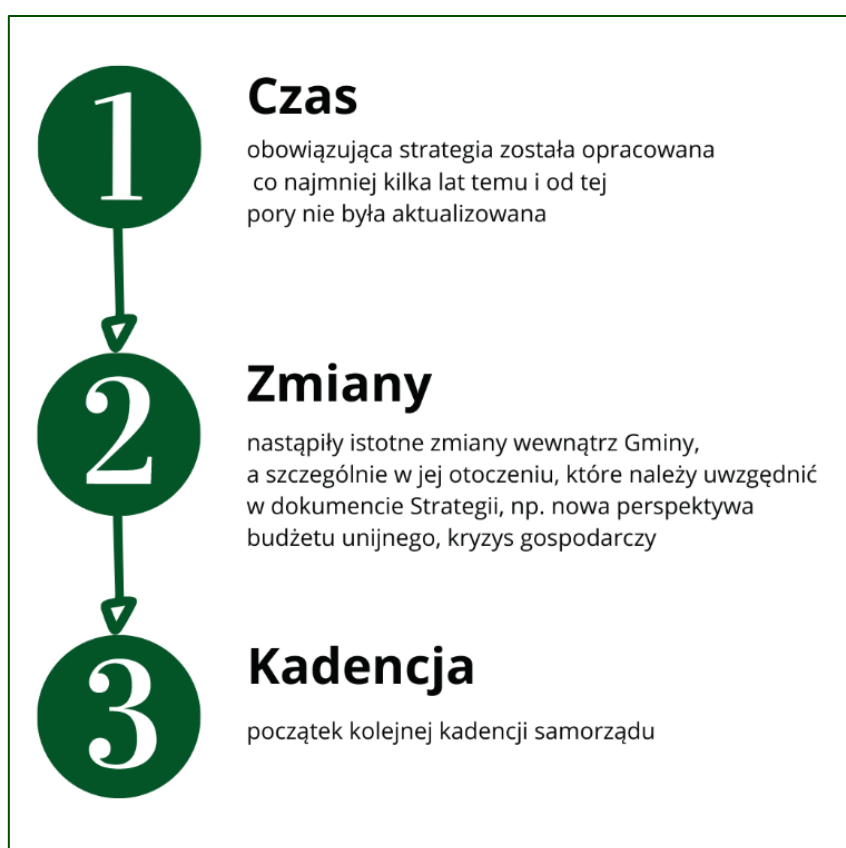 1
Czas
obowiązująca strategia została opracowana
co najmniej kilka lat temu i od tej
pory nie była aktualizowana
2
Zmiany
nastąpiły istotne zmiany wewnątrz Gminy,
a szczególnie w jej otoczeniu, które należy uwzgędnić
w dokumencie Strategii, np. nowa perspektywa
budżetu unijnego, kryzys gospodarczy
3
Kadencja
początek kolejnej kadencji samorządu